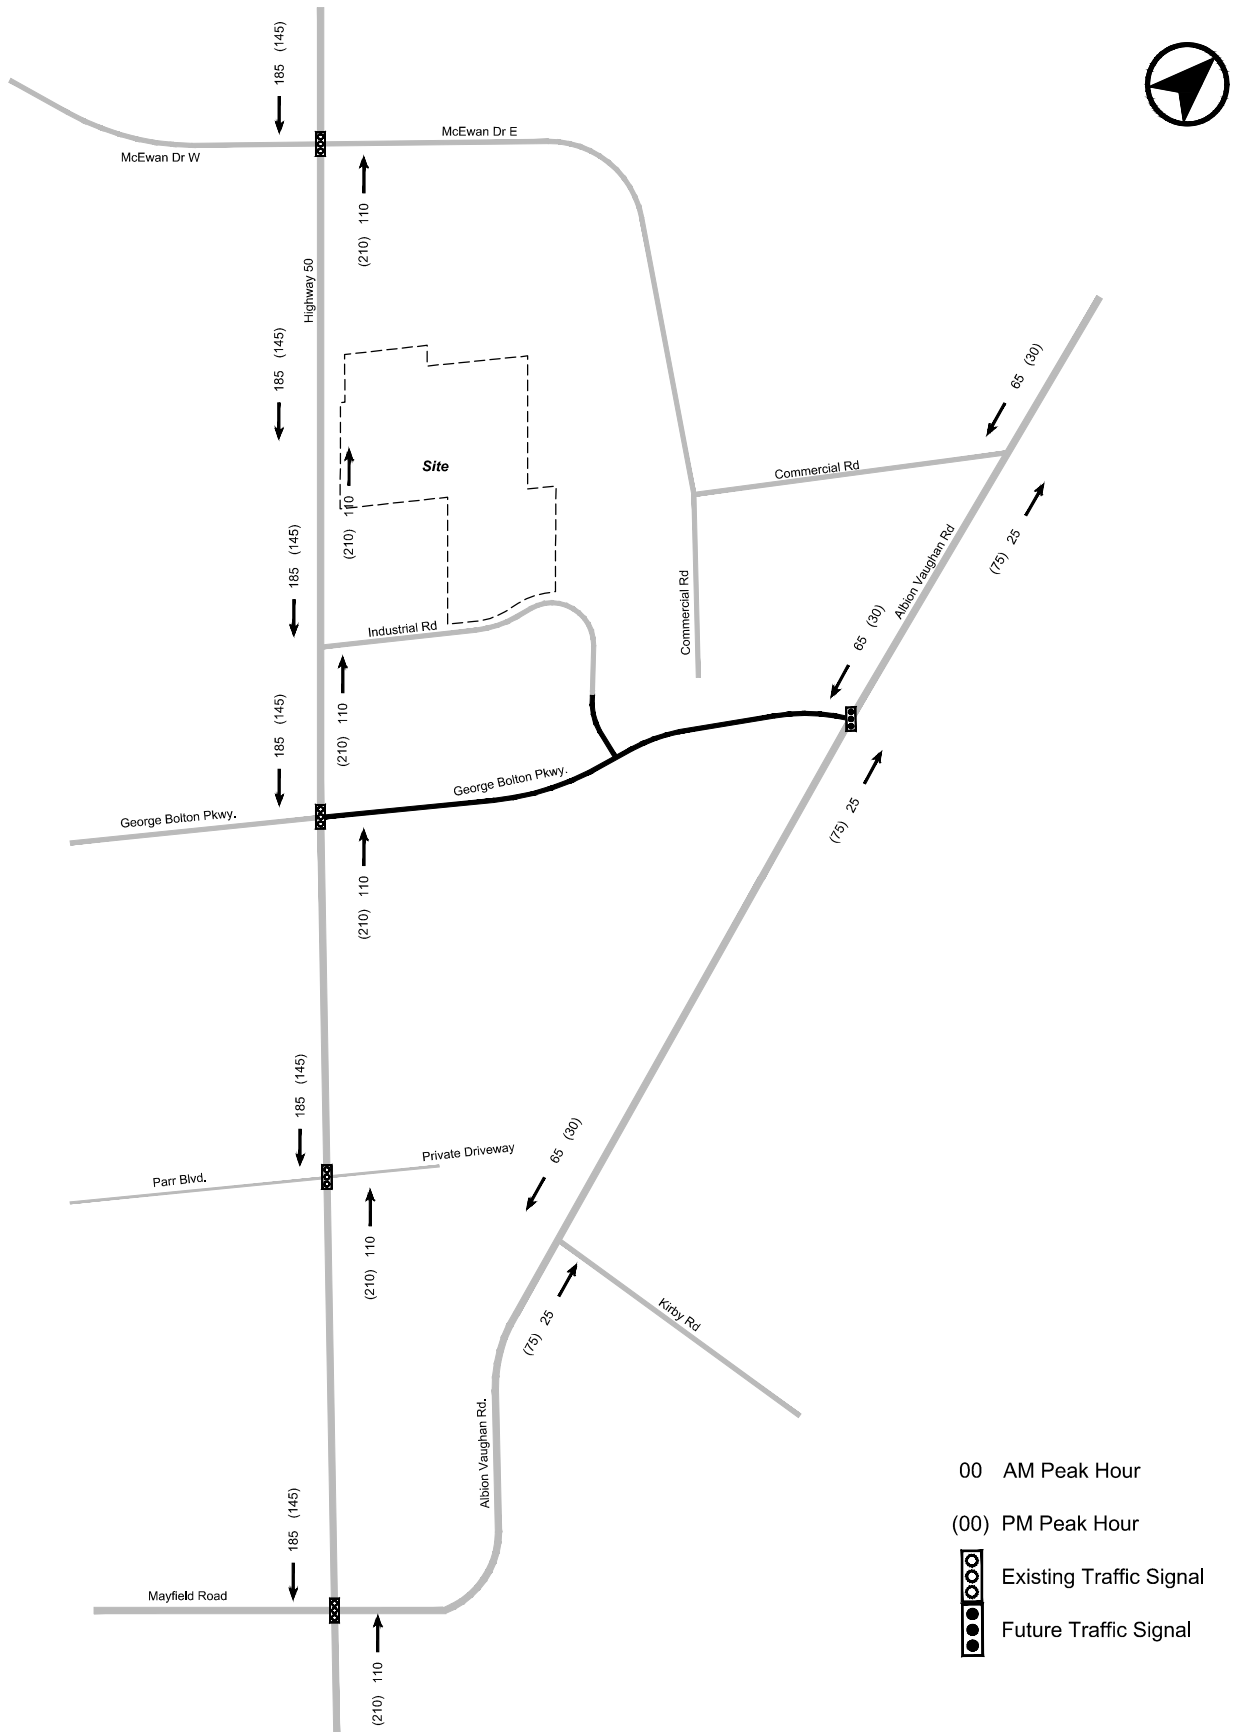 185 (145)
McEwan Dr E
McEwan Dr W
(210) 110
Highway 50
185 (145)
65 (30)
Site
Commercial Rd
(210) 110
(75) 25
185 (145)
Albion Vaughan Rd
Industrial Rd
Commercial Rd
65 (30)
(210) 110
185 (145)
George Bolton Pkwy.
George Bolton Pkwy.
(75) 25
(210) 110
185 (145)
Private Driveway
65 (30)
Parr Blvd.
(210) 110
(75) 25
Kirby Rd
Albion Vaughan Rd.
185 (145)
Mayfield Road
(210) 110
00 AM Peak Hour
(00) PM Peak Hour
Existing Traffic Signal
Future Traffic Signal